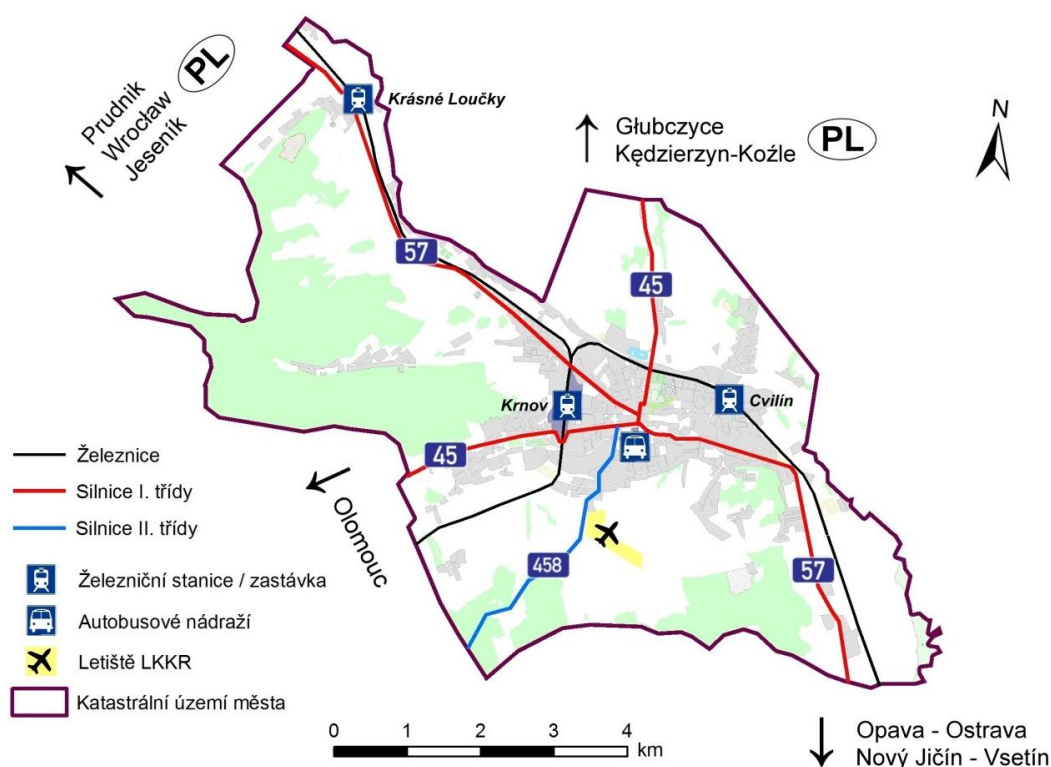 PL
Prudnik
Wrocław
Jeseník
Krásné Loučky
Głubczyce
Kędzierzyn-Koźle
PL
N
57
45
Krnov
Cvilín
45
Olomouc
458
57
Železnice
Silnice I. třídy
Silnice II. třídy
Železniční stanice / zastávka
Autobusové nádraží
Letiště LKKR
Katastrální území města
0 1 2 3 4
km
Opava - Ostrava
Nový Jičín - Vsetín